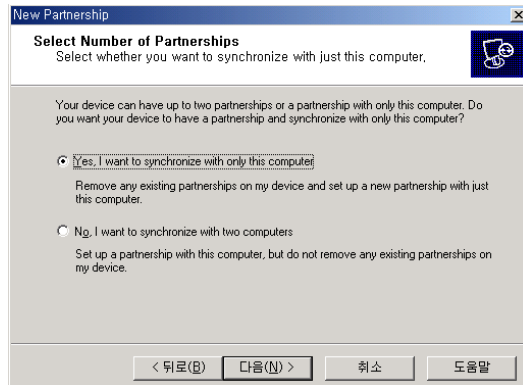 New Partnership
Select Number of Partnerships
Select whether you want to synchronize with just this computer.
Your device can have up to two partnerships or a partnership with only this computer. Do
you want your device to have a partnership and synchronize with this computer?
Yes, I want to synchronize with only this computer
Remove any existing partnerships on my device and set up a new partnership with just
this computer.
No, I want to synchronize with two computers
Set up a partnership with this computer, but do not remove any existing partnerships on
my device.
< 뒤로(B) 다음(N) > 취소 도움말